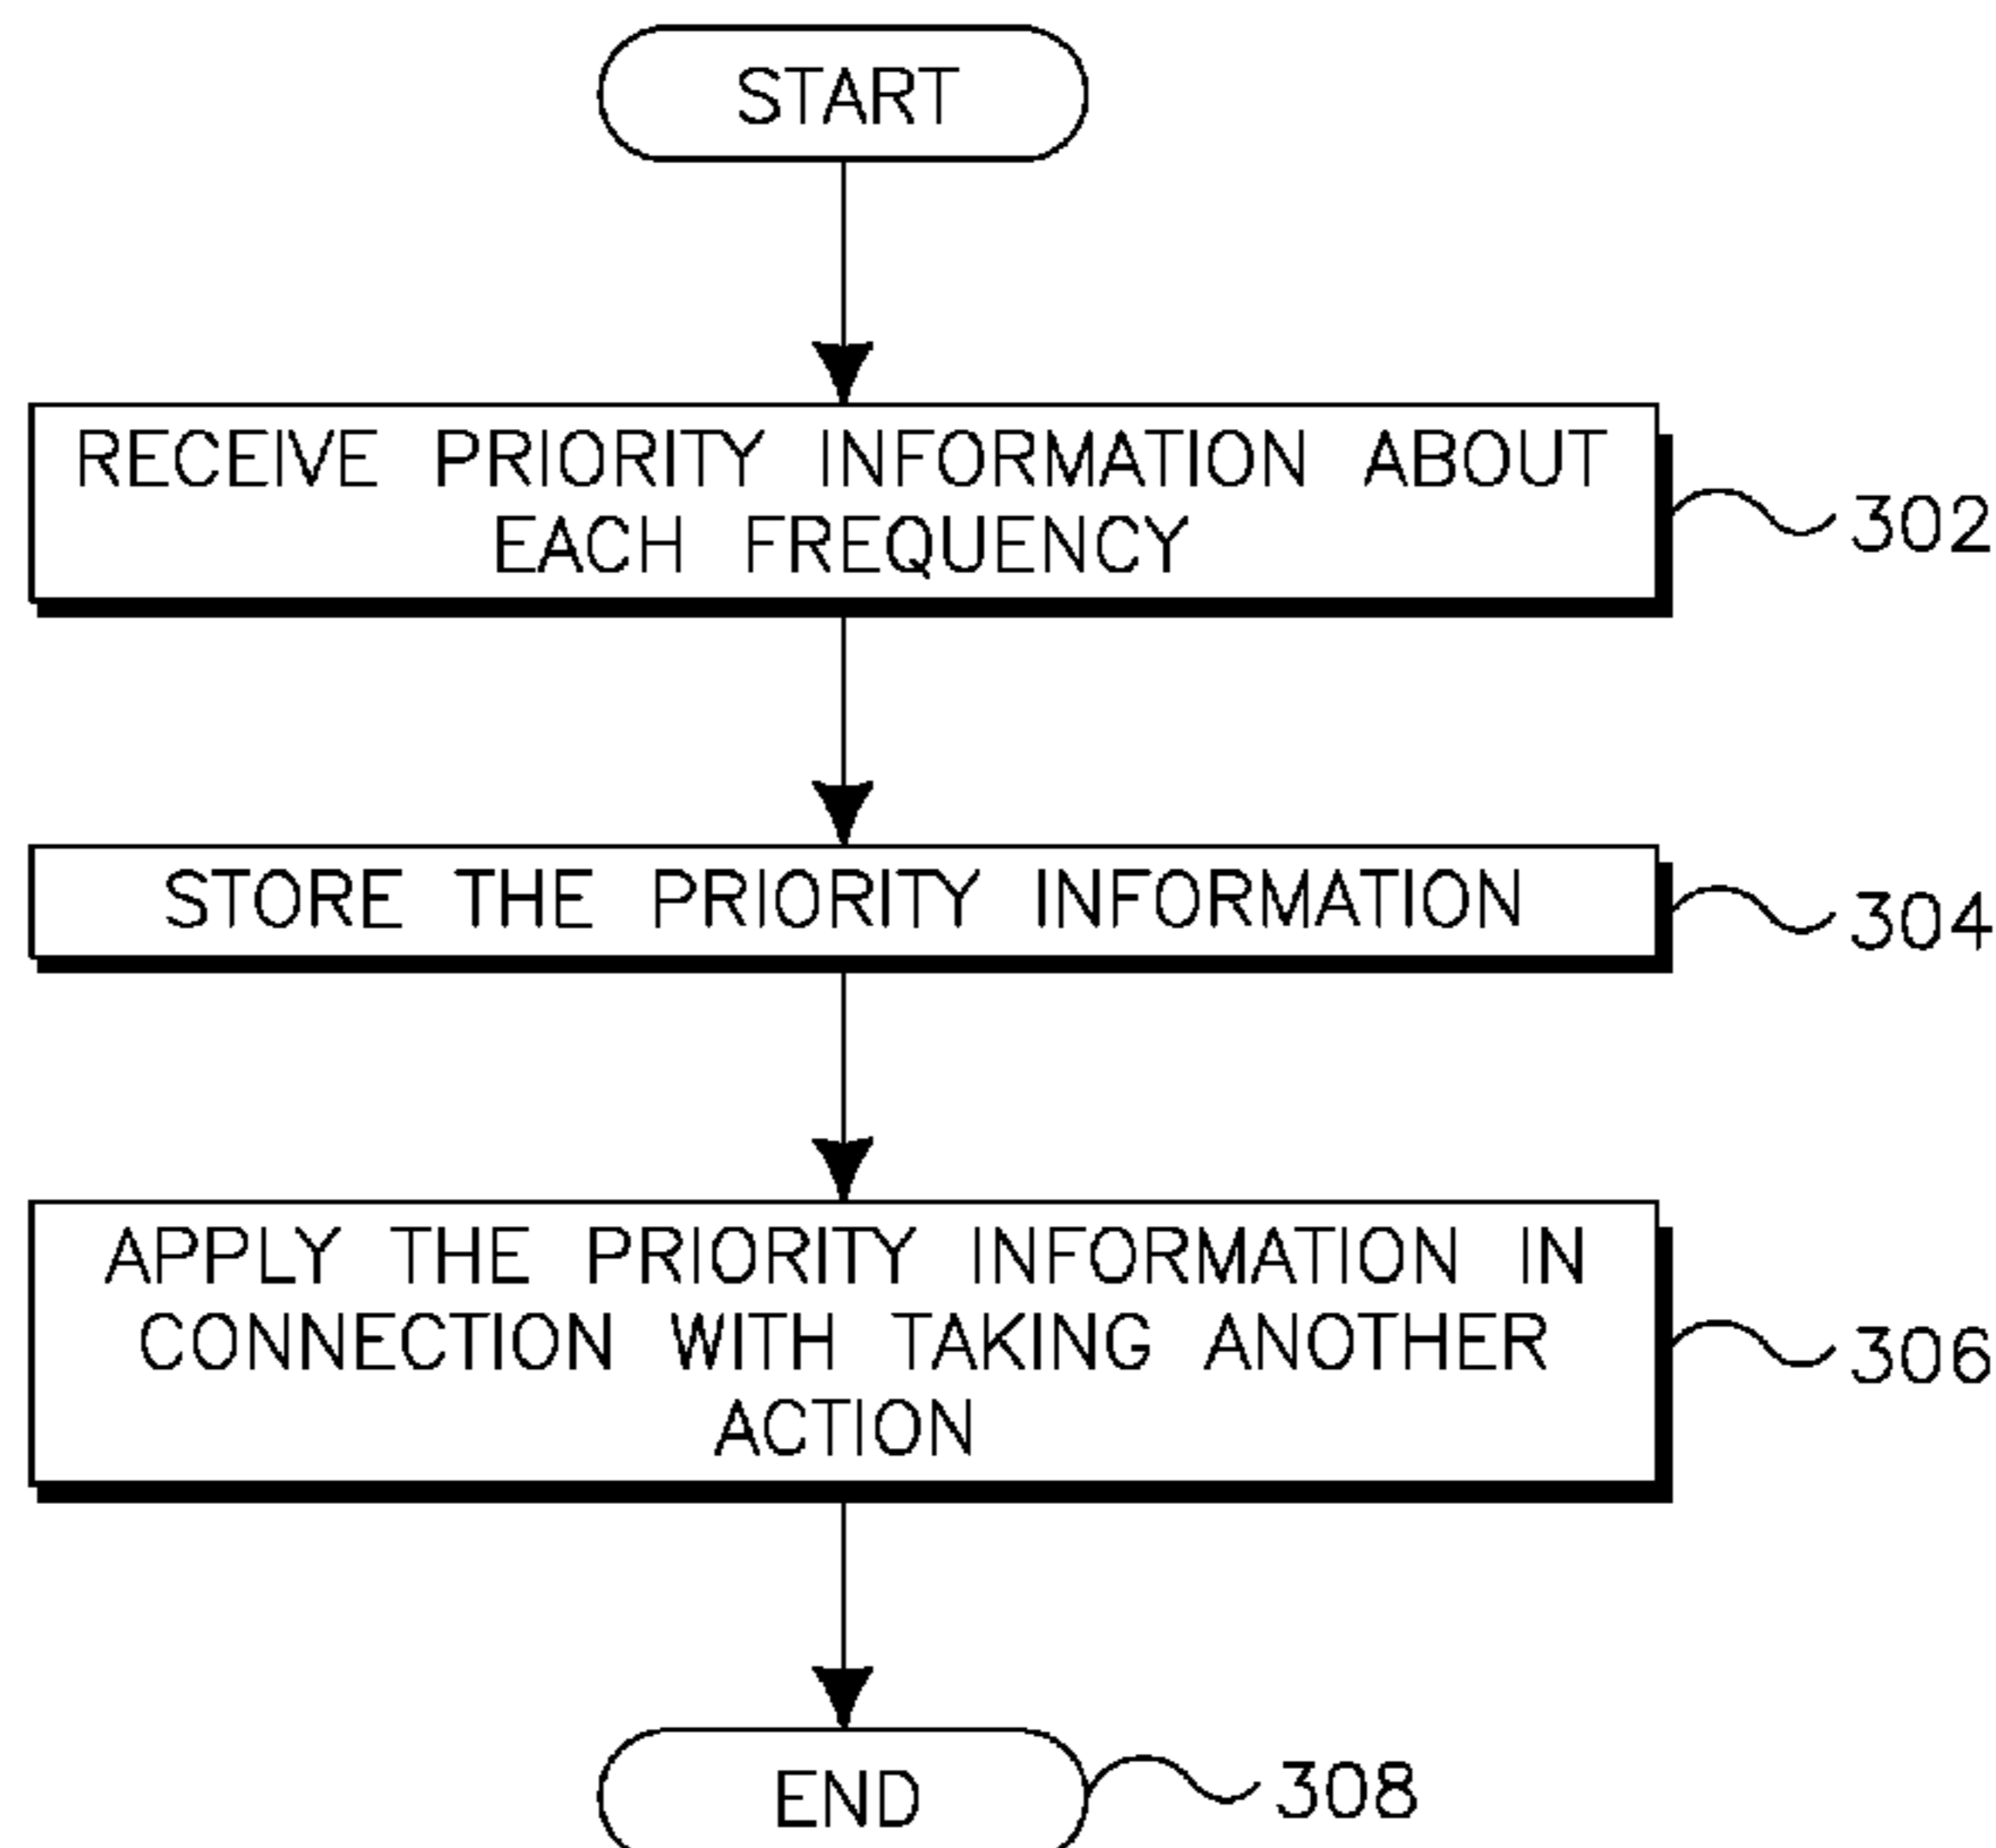 START
RECEIVE PRIORITY INFORMATION ABOUT
EACH FREQUENCY
302
STORE THE PRIORITY INFORMATION
304
APPLY THE PRIORITY INFORMATION IN
CONNECTION WITH TAKING ANOTHER
ACTION
306
END
308